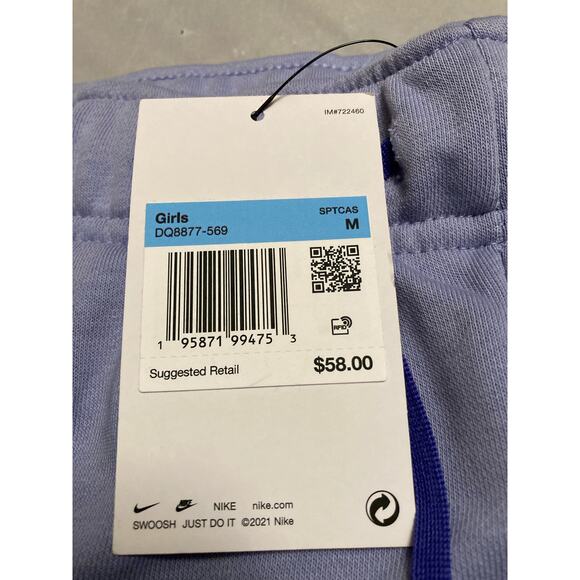 IM#722460
Girls SPTCAS
DQ8877-569 M
1 95871 99475 3
RFID
Suggested Retail $58.00
NIKE nike.com
SWOOSH JUST DO IT ©2021 Nike